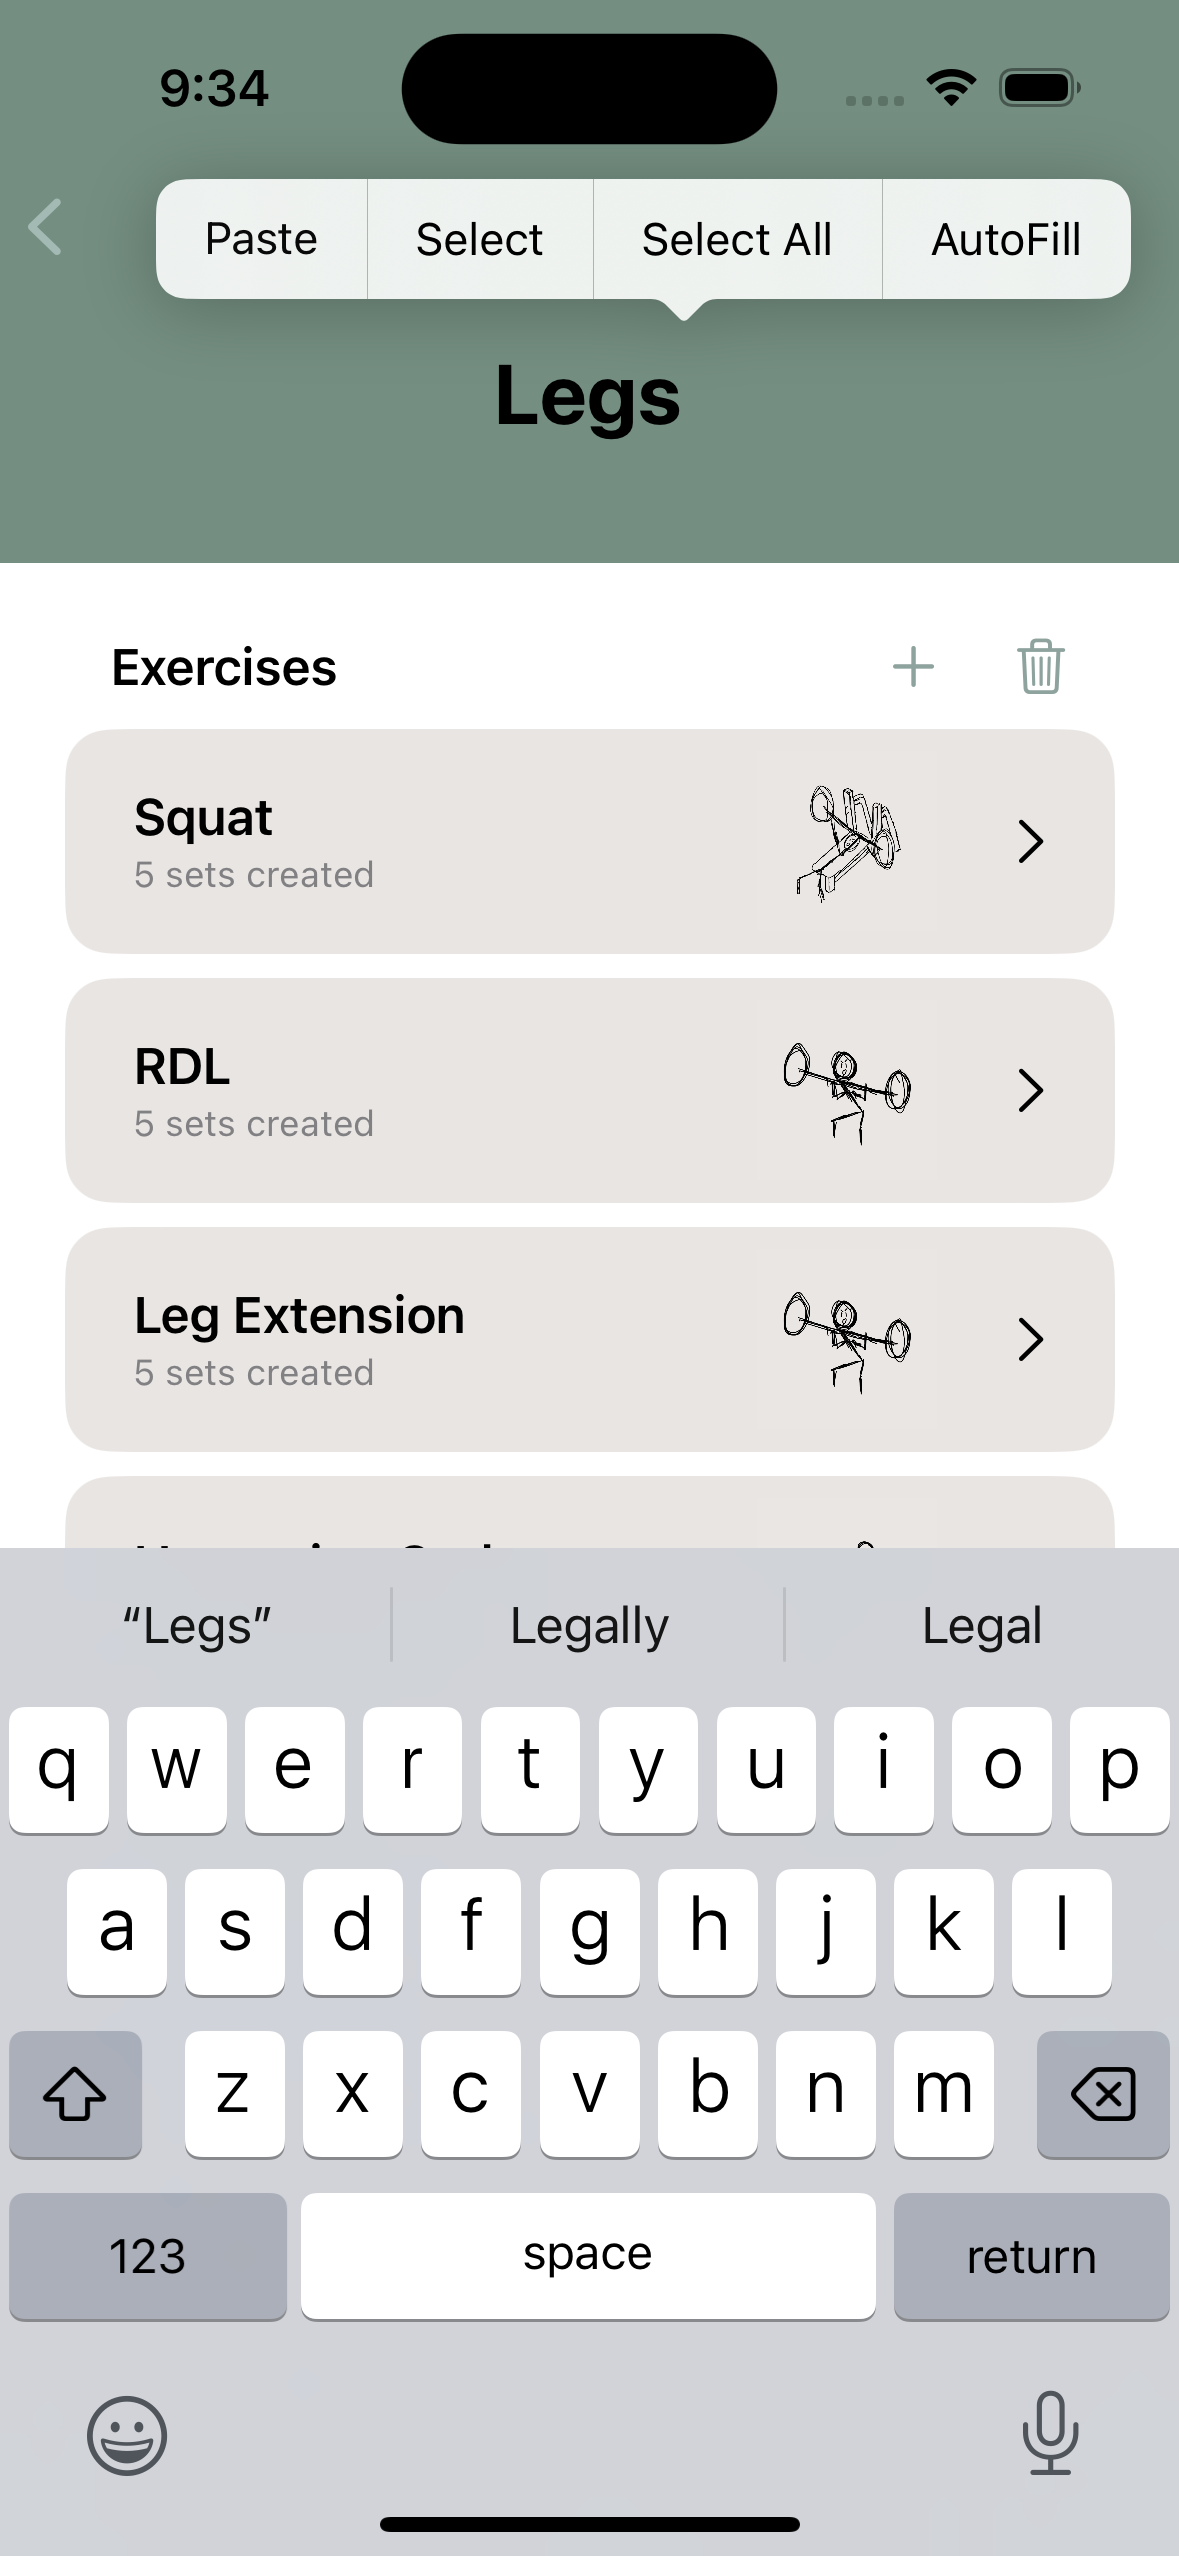 9:34
Paste Select Select All AutoFill
Legs
Exercises
Squat
5 sets created
RDL
5 sets created
Leg Extension
5 sets created
“Legs” Legally Legal
q w e r t y u i o p
a s d f g h j k l
z x c v b n m
123 space return